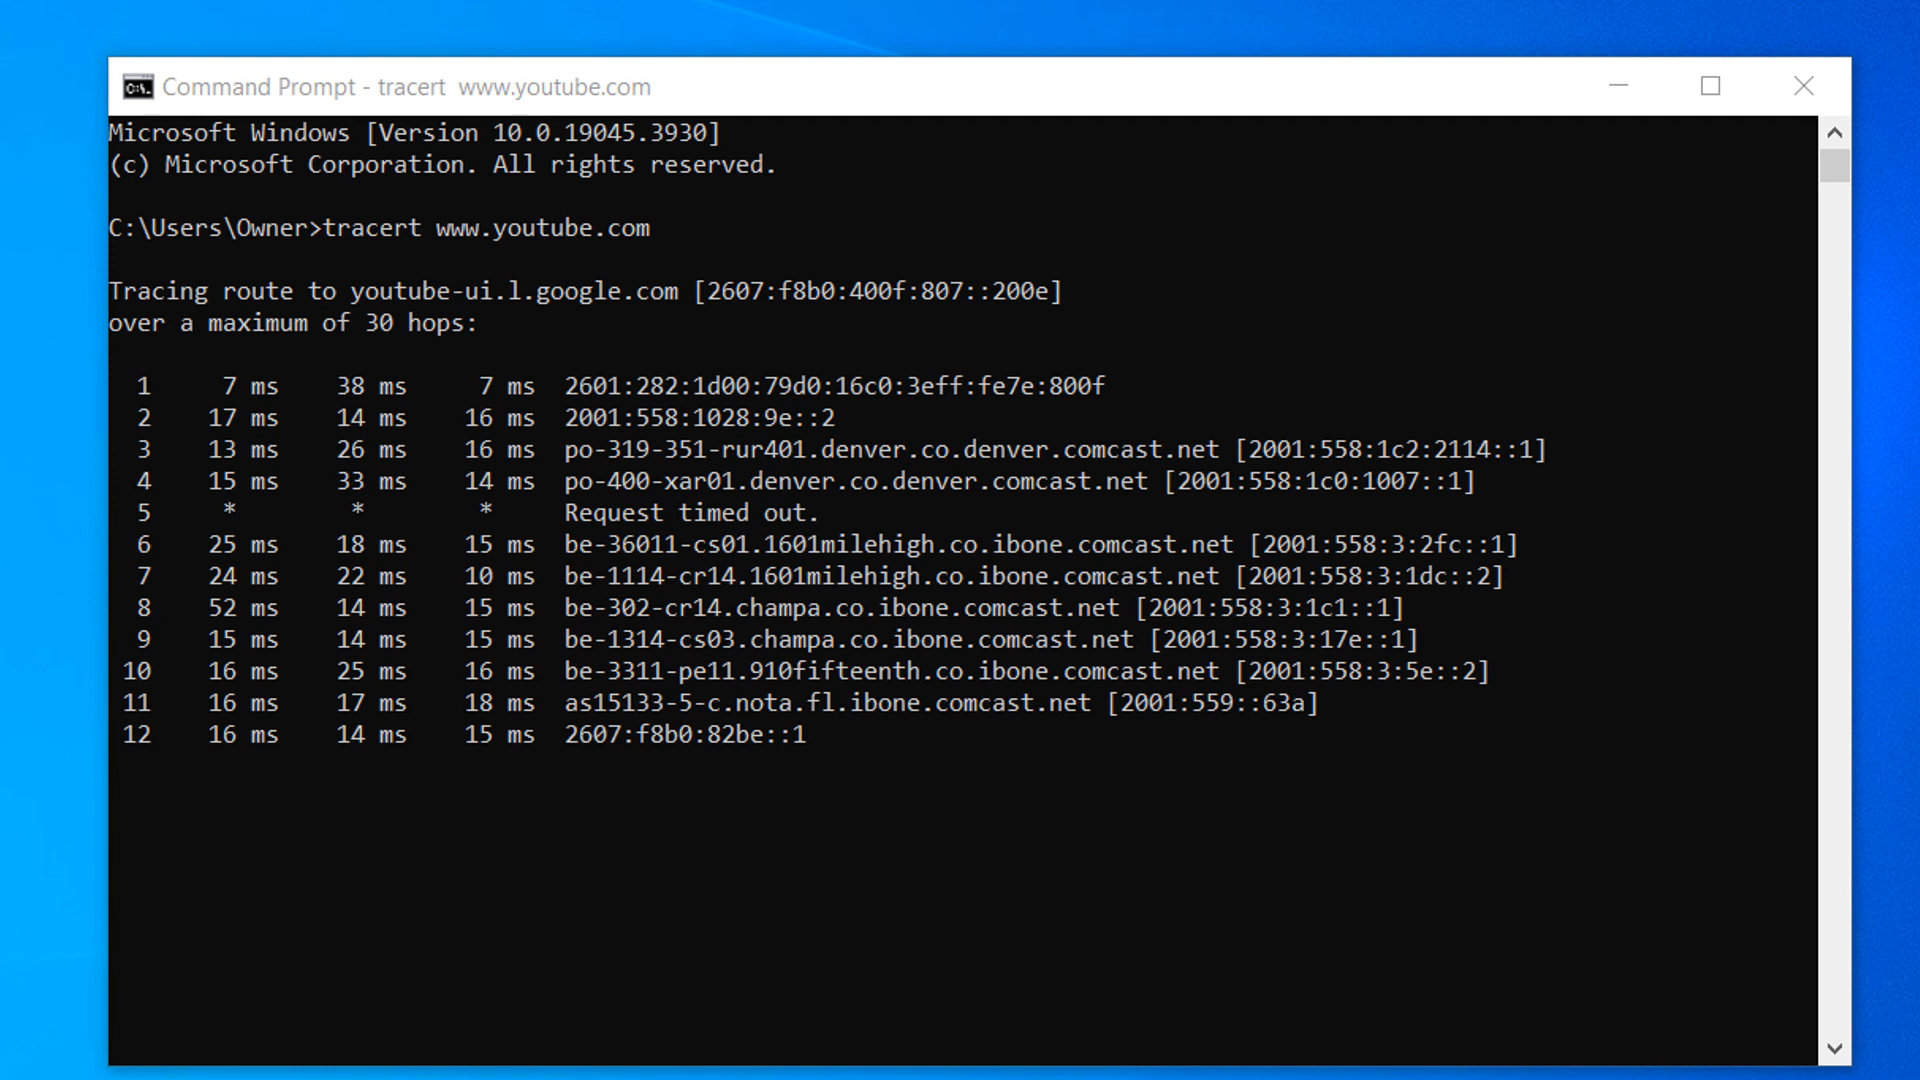 Command Prompt - tracert  www.youtube.com
Microsoft Windows [Version 10.0.19045.3930]
(c) Microsoft Corporation. All rights reserved.
C:\Users\Owner>tracert www.youtube.com
Tracing route to youtube-ui.l.google.com [2607:f8b0:400f:807::200e]
over a maximum of 30 hops:
  1     7 ms    38 ms     7 ms  2601:282:1d00:79d0:16c0:3eff:fe7e:800f
  2    17 ms    14 ms    16 ms  2001:558:1028:9e::2
  3    13 ms    26 ms    16 ms  po-319-351-rur401.denver.co.denver.comcast.net [2001:558:1c2:2114::1]
  4    15 ms    33 ms    14 ms  po-400-xar01.denver.co.denver.comcast.net [2001:558:1c0:1007::1]
  5     *        *        *     Request timed out.
  6    25 ms    18 ms    15 ms  be-36011-cs01.1601milehigh.co.ibone.comcast.net [2001:558:3:2fc::1]
  7    24 ms    22 ms    10 ms  be-1114-cr14.1601milehigh.co.ibone.comcast.net [2001:558:3:1dc::2]
  8    52 ms    14 ms    15 ms  be-302-cr14.champa.co.ibone.comcast.net [2001:558:3:1c1::1]
  9    15 ms    14 ms    15 ms  be-1314-cs03.champa.co.ibone.comcast.net [2001:558:3:17e::1]
 10    16 ms    25 ms    16 ms  be-3311-pe11.910fifteenth.co.ibone.comcast.net [2001:558:3:5e::2]
 11    16 ms    17 ms    18 ms  as15133-5-c.nota.fl.ibone.comcast.net [2001:559::63a]
 12    16 ms    14 ms    15 ms  2607:f8b0:82be::1